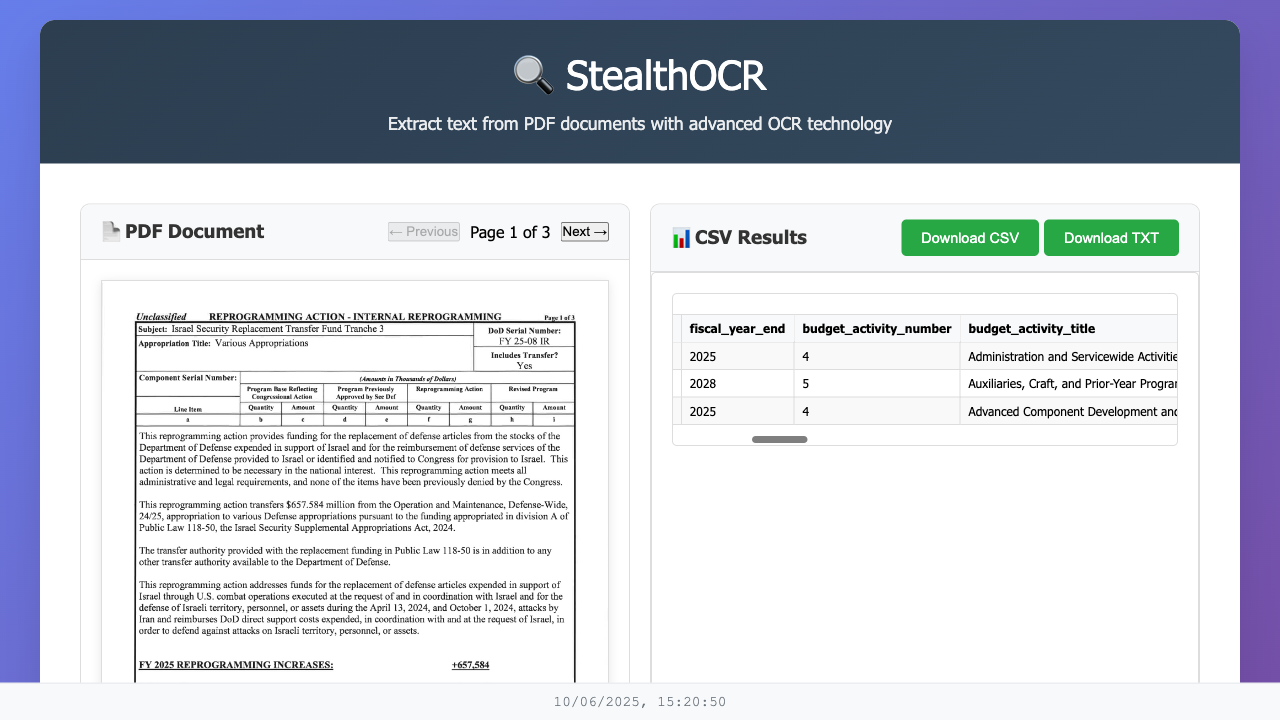 StealthOCR
Extract text from PDF documents with advanced OCR technology
PDF Document
← Previous
Page 1 of 3
Next →
Unclassified REPROGRAMMING ACTION - INTERNAL REPROGRAMMING Page 1 of 3
Subject: Israel Security Replacement Transfer Fund Tranche 3
DoD Serial Number:
FY 25-08 IR
Appropriation Title: Various Appropriations
Includes Transfer?
Yes
Component Serial Number:
(Amounts in Thousands of Dollars)
Program Base Reflecting Congressional Action
Program Previously Approved by Sec Def
Reprogramming Action
Revised Program
Line Item Quantity Amount Quantity Amount Quantity Amount Quantity Amount
a b c d e f g h i
This reprogramming action provides funding for the replacement of defense articles from the stocks of the
Department of Defense expended in support of Israel and for the reimbursement of defense services of the
Department of Defense provided to Israel or identified and notified to Congress for provision to Israel. This
action is determined to be necessary in the national interest. This reprogramming action meets all
administrative and legal requirements, and none of the items have been previously denied by the Congress.
This reprogramming action transfers $657.584 million from the Operation and Maintenance, Defense-Wide,
24/25, appropriation to various Defense appropriations pursuant to the funding appropriated in division A of
Public Law 118-50, the Israel Security Supplemental Appropriations Act, 2024.
The transfer authority provided with the replacement funding in Public Law 118-50 is in addition to any
other transfer authority available to the Department of Defense.
This reprogramming action addresses funds for the replacement of defense articles expended in support of
Israel through U.S. combat operations executed at the request of and in coordination with Israel and for the
defense of Israeli territory, personnel, or assets during the April 13, 2024, and October 1, 2024, attacks by
Iran and reimburses DoD direct support costs expended, in coordination with and at the request of Israel, in
order to defend against attacks on Israeli territory, personnel, or assets.
FY 2025 REPROGRAMMING INCREASES: +657,584
CSV Results
Download CSV
Download TXT
fiscal_year_end budget_activity_number budget_activity_title
2025 4 Administration and Servicewide Activitie
2028 5 Auxiliaries, Craft, and Prior-Year Program
2025 4 Advanced Component Development and
10/06/2025, 15:20:50